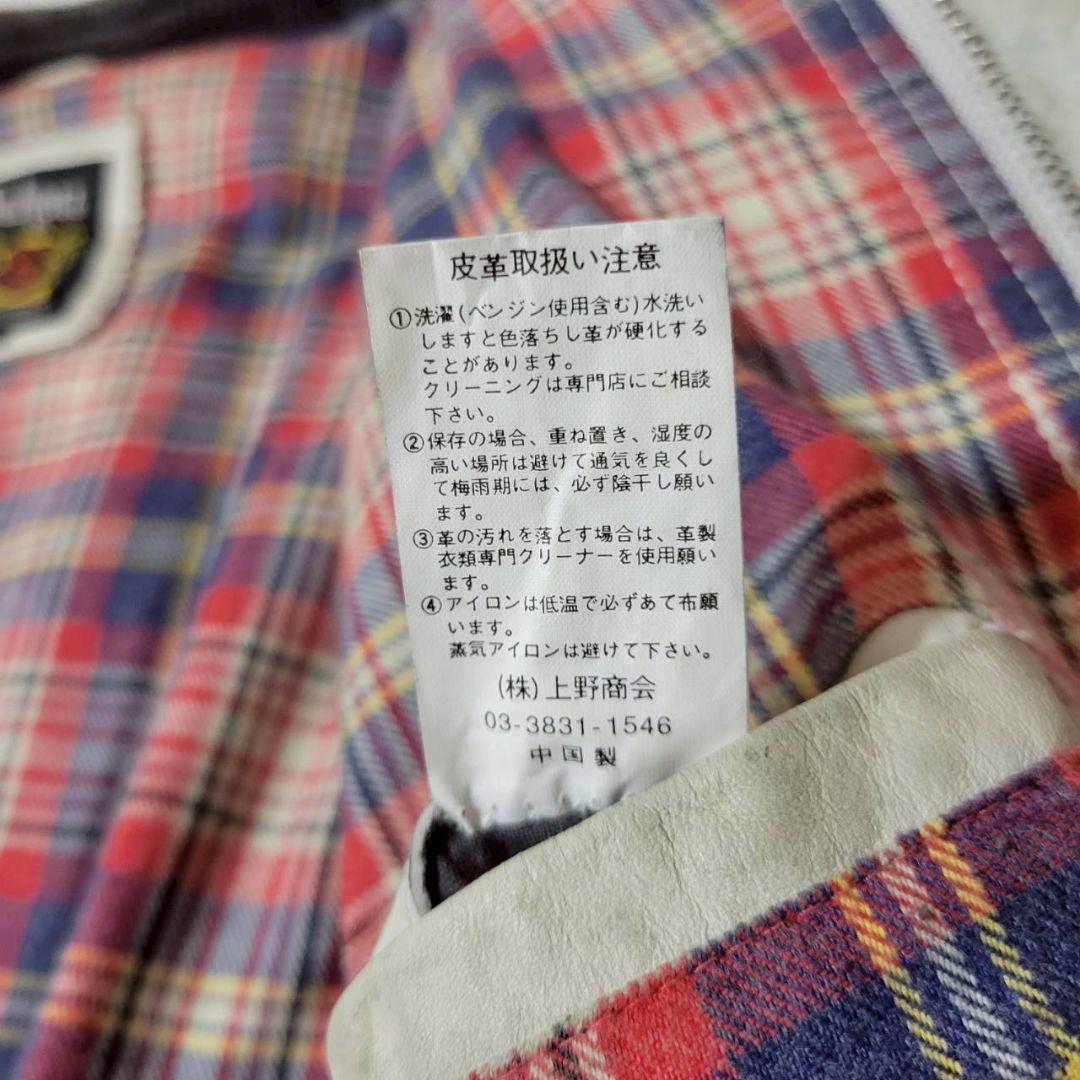 皮革取扱い注意
①洗濯(ベンジン使用含む)水洗い
しますと色落ちし革が硬化する
ことがあります。
クリーニングは専門店にご相談
下さい。
②保存の場合、重ね置き、湿度の
高い場所は避けて通気を良くし
て梅雨期には、必ず陰干し願い
ます。
③革の汚れを落とす場合は、革製
衣類専門クリーナーを使用願い
ます。
④アイロンは低温で必ずあて布願
います。
蒸気アイロンは避けて下さい。
(株)上野商会
03-3831-1546
中国製